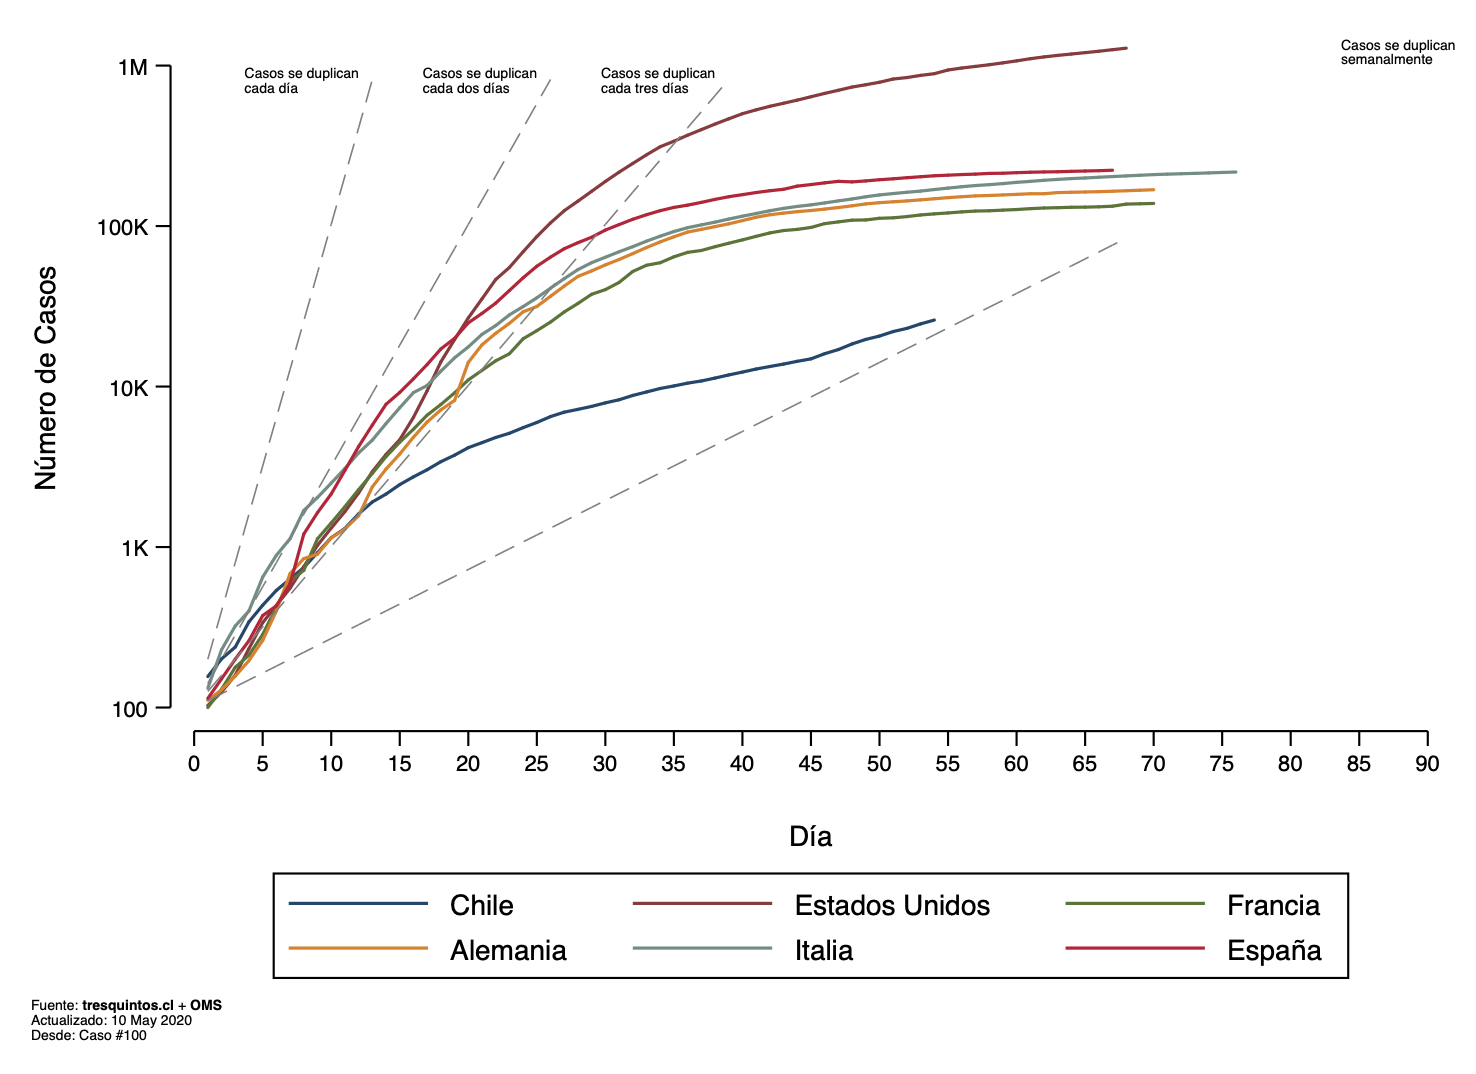 Casos se duplican
cada día
Casos se duplican
cada dos días
Casos se duplican
cada tres días
Casos se duplican
semanalmente
1M
100K
10K
1K
100
Número de Casos
0 5 10 15 20 25 30 35 40 45 50 55 60 65 70 75 80 85 90
Día
Chile Estados Unidos Francia
Alemania Italia España
Fuente: tresquintos.cl + OMS
Actualizado: 10 May 2020
Desde: Caso #100